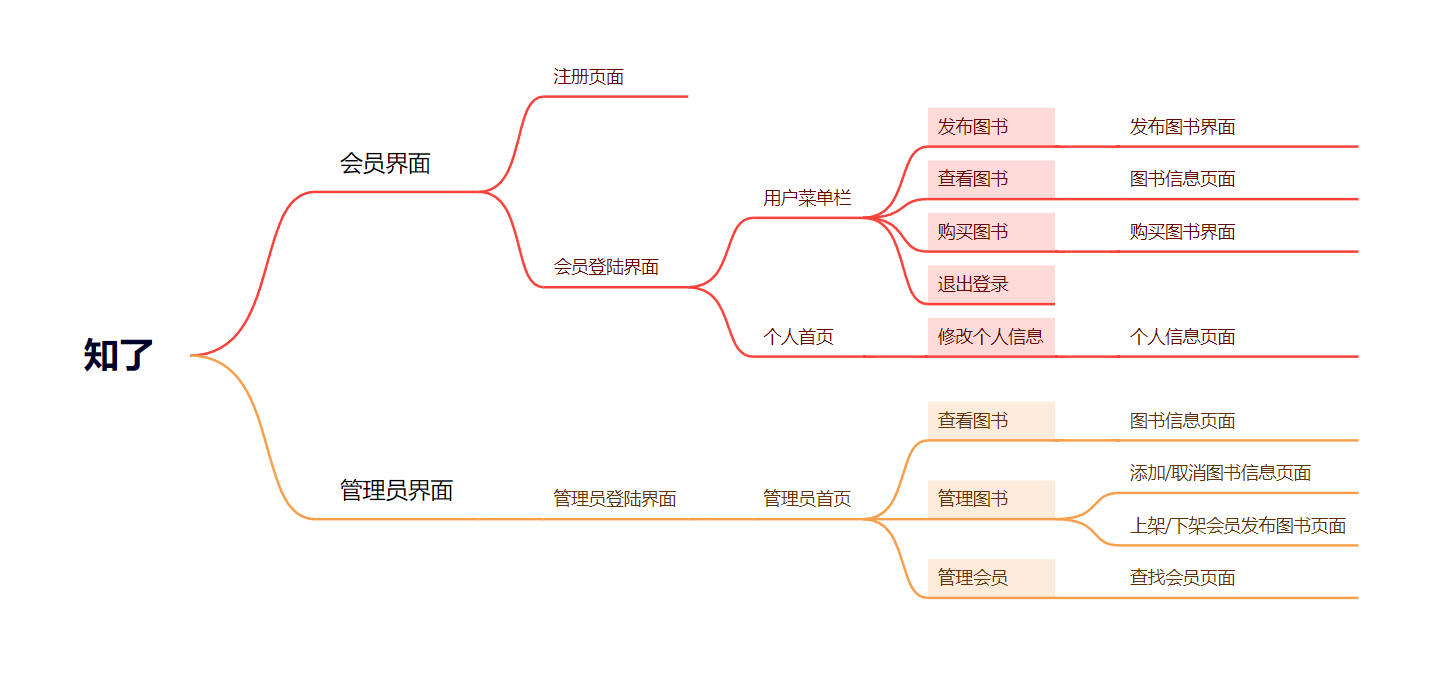 知了
会员界面
注册页面
会员登陆界面
用户菜单栏
发布图书
发布图书界面
查看图书
图书信息页面
购买图书
购买图书界面
退出登录
个人首页
修改个人信息
个人信息页面
管理员界面
管理员登陆界面
管理员首页
查看图书
图书信息页面
管理图书
添加/取消图书信息页面
上架/下架会员发布图书页面
管理会员
查找会员页面